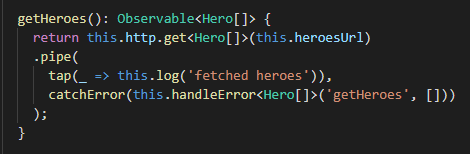 getHeroes(): Observable<Hero[]> {
  return this.http.get<Hero[]>(this.heroesUrl)
  .pipe(
    tap(_ => this.log('fetched heroes')),
    catchError(this.handleError<Hero[]>('getHeroes', []))
  );
}